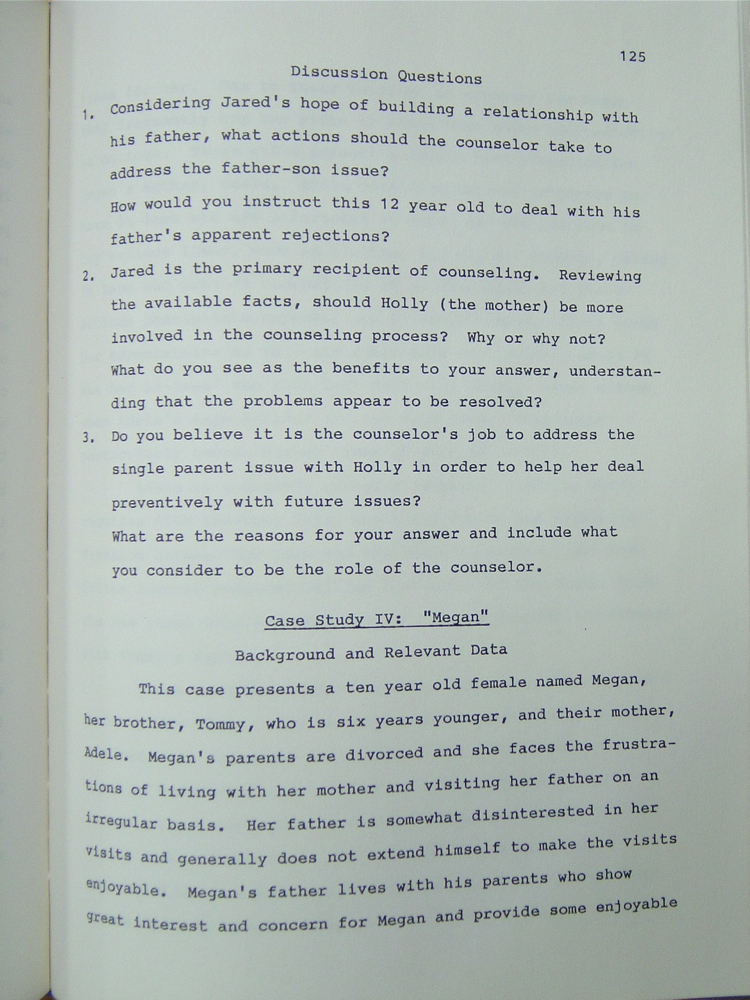 125
Discussion Questions
1. Considering Jared's hope of building a relationship with
his father, what actions should the counselor take to
address the father-son issue?
How would you instruct this 12 year old to deal with his
father's apparent rejections?
2. Jared is the primary recipient of counseling. Reviewing
the available facts, should Holly (the mother) be more
involved in the counseling process? Why or why not?
What do you see as the benefits to your answer, understan-
ding that the problems appear to be resolved?
3. Do you believe it is the counselor's job to address the
single parent issue with Holly in order to help her deal
preventively with future issues?
What are the reasons for your answer and include what
you consider to be the role of the counselor.
Case Study IV: "Megan"
Background and Relevant Data
This case presents a ten year old female named Megan,
her brother, Tommy, who is six years younger, and their mother,
Adele. Megan's parents are divorced and she faces the frustra-
tions of living with her mother and visiting her father on an
irregular basis. Her father is somewhat disinterested in her
visits and generally does not extend himself to make the visits
enjoyable. Megan's father lives with his parents who show
great interest and concern for Megan and provide some enjoyable